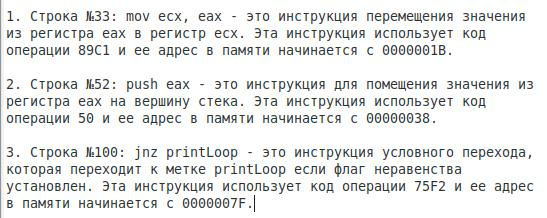 1. Строка №33: mov ecx, eax - это инструкция перемещения значения
из регистра eax в регистр ecx. Эта инструкция использует код
операции 89C1 и ее адрес в памяти начинается с 0000001B.
2. Строка №52: push eax - это инструкция для помещения значения из
регистра eax на вершину стека. Эта инструкция использует код
операции 50 и ее адрес в памяти начинается с 00000038.
3. Строка №100: jnz printLoop - это инструкция условного перехода,
которая переходит к метке printLoop если флаг неравенства
установлен. Эта инструкция использует код операции 75F2 и ее адрес
в памяти начинается с 0000007F.